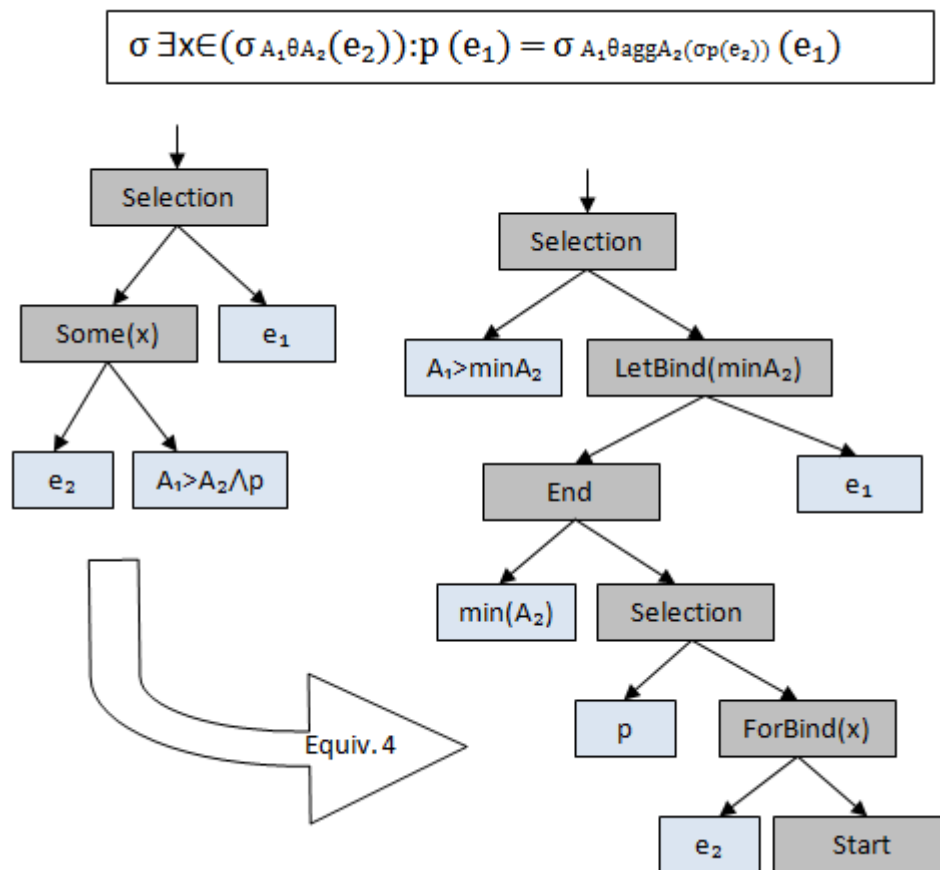 σ ∃x∈(σ A₁θA₂(e₂)):p (e₁) = σ A₁θaggA₂(σp(e₂)) (e₁)
Selection
Some(x)
e₁
e₂
A₁>A₂⋀p
Equiv. 4
Selection
A₁>minA₂
LetBind(minA₂)
End
e₁
min(A₂)
Selection
p
ForBind(x)
e₂
Start